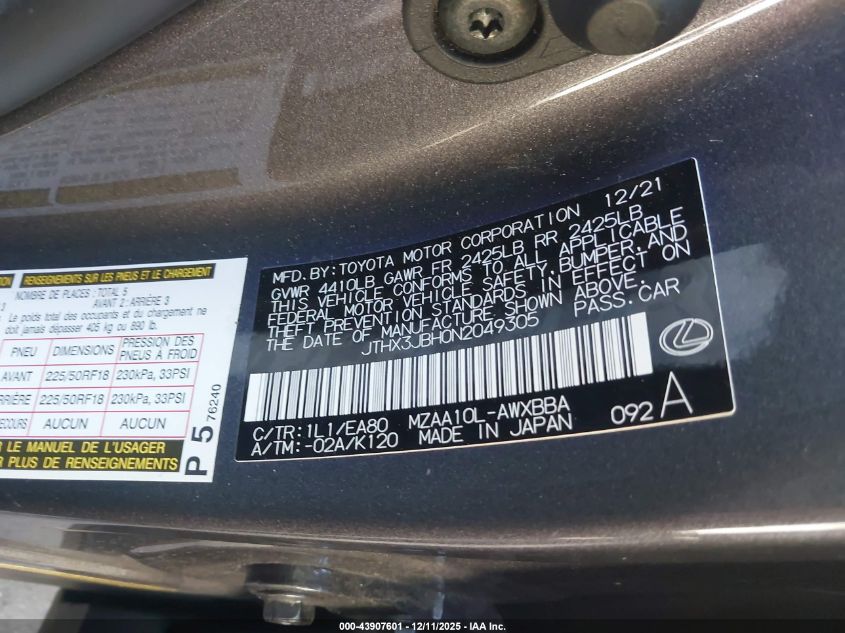 MFD. BY: TOYOTA MOTOR CORPORATION 12/21
GVWR 4410LB GAWR FR 2425LB RR 2425LB
THIS VEHICLE CONFORMS TO ALL APPLICABLE
FEDERAL MOTOR VEHICLE SAFETY, BUMPER, AND
THEFT PREVENTION STANDARDS IN EFFECT ON
THE DATE OF MANUFACTURE SHOWN ABOVE.
JTHX3JBH0N2049305 PASS. CAR
C/TR: 1L1/EA80 MZAA10L-AWXBBA
A/TM: -02A/K120 MADE IN JAPAN 092 A
RENSEIGNEMENTS SUR LES PNEUS ET LE CHARGEMENT
NOMBRE DE PLACES : TOTAL 5
AVANT 2: ARRIÈRE 3
Le poids total des occupants et du chargement ne
doit jamais dépasser 405 kg ou 890 lb.
PNEU DIMENSIONS PRESSION DES PNEUS À FROID
AVANT 225/50RF18 230kPa, 33PSI
225/50RF18 230kPa, 33PSI
AUCUN AUCUN
LE MANUEL DE L'USAGER
PLUS DE RENSEIGNEMENTS
P 5 76240
000-43907601 - 12/11/2025 - IAA Inc.